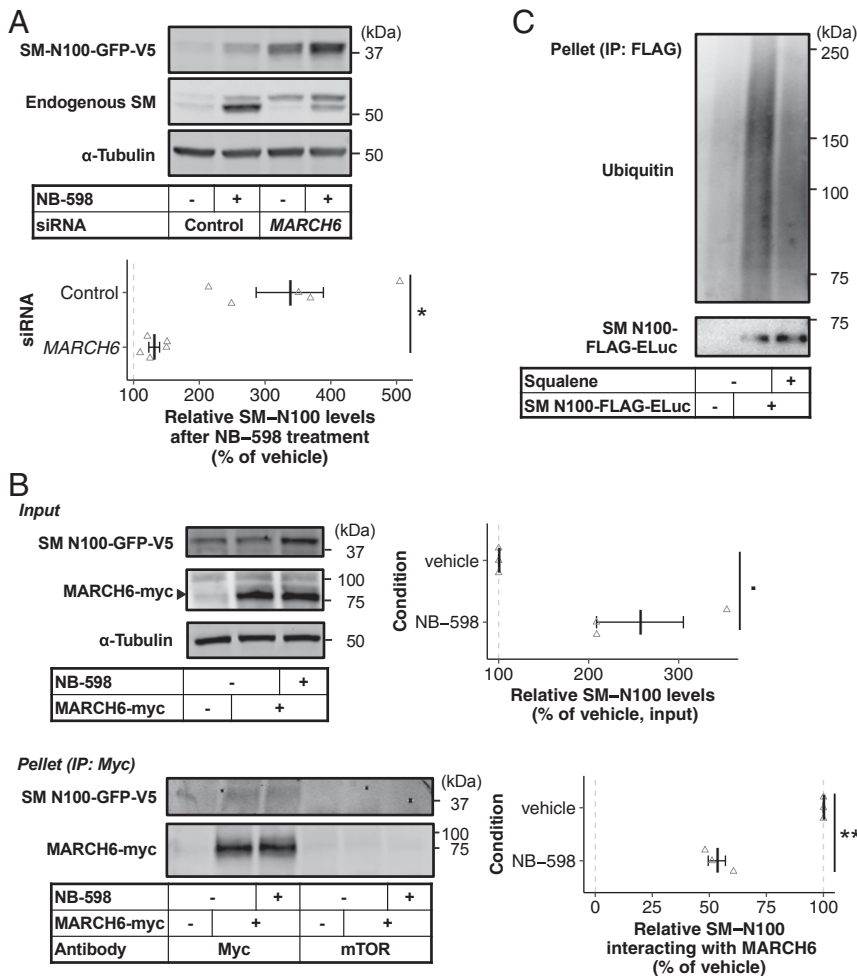 A
(kDa)
SM-N100-GFP-V5
37
Endogenous SM
50
α-Tubulin
50
NB-598 - + - +
siRNA Control MARCH6
siRNA
Control
MARCH6
100 200 300 400 500
Relative SM–N100 levels
after NB–598 treatment
(% of vehicle)
*
C
(kDa)
Pellet (IP: FLAG)
250
150
Ubiquitin
100
75
75
SM N100-
FLAG-ELuc
Squalene - +
SM N100-FLAG-ELuc - +
B
Input
(kDa)
SM N100-GFP-V5
37
100
MARCH6-myc
75
α-Tubulin
50
NB-598 - +
MARCH6-myc - +
Condition
vehicle
NB-598
100 200 300
Relative SM–N100 levels
(% of vehicle, input)
Pellet (IP: Myc)
(kDa)
SM N100-GFP-V5
37
100
MARCH6-myc
75
NB-598 - + - +
MARCH6-myc - + - +
Antibody Myc mTOR
Condition
vehicle
NB-598
0 25 50 75 100
Relative SM–N100
interacting with MARCH6
(% of vehicle)
**